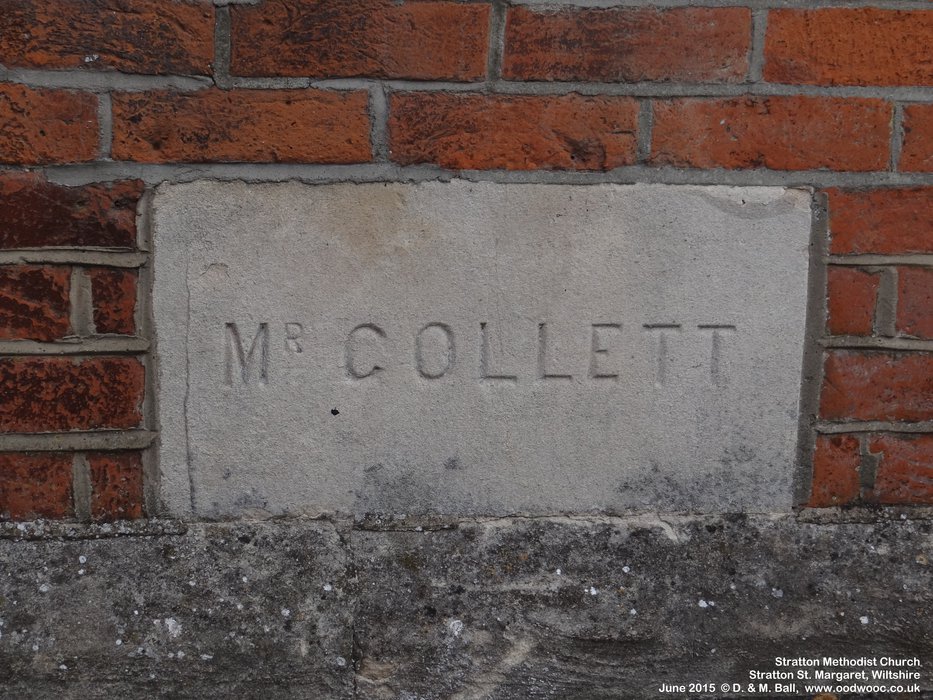 MR COLLETT
Stratton Methodist Church,
Stratton St. Margaret, Wiltshire
June 2015 © D. & M. Ball, www.oodwooc.co.uk